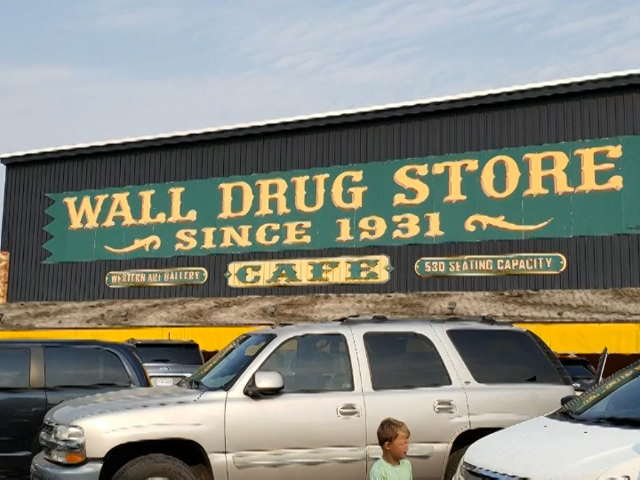 WALL DRUG STORE
SINCE 1931
WESTERN ART GALLERY
CAFE
530 SEATING CAPACITY